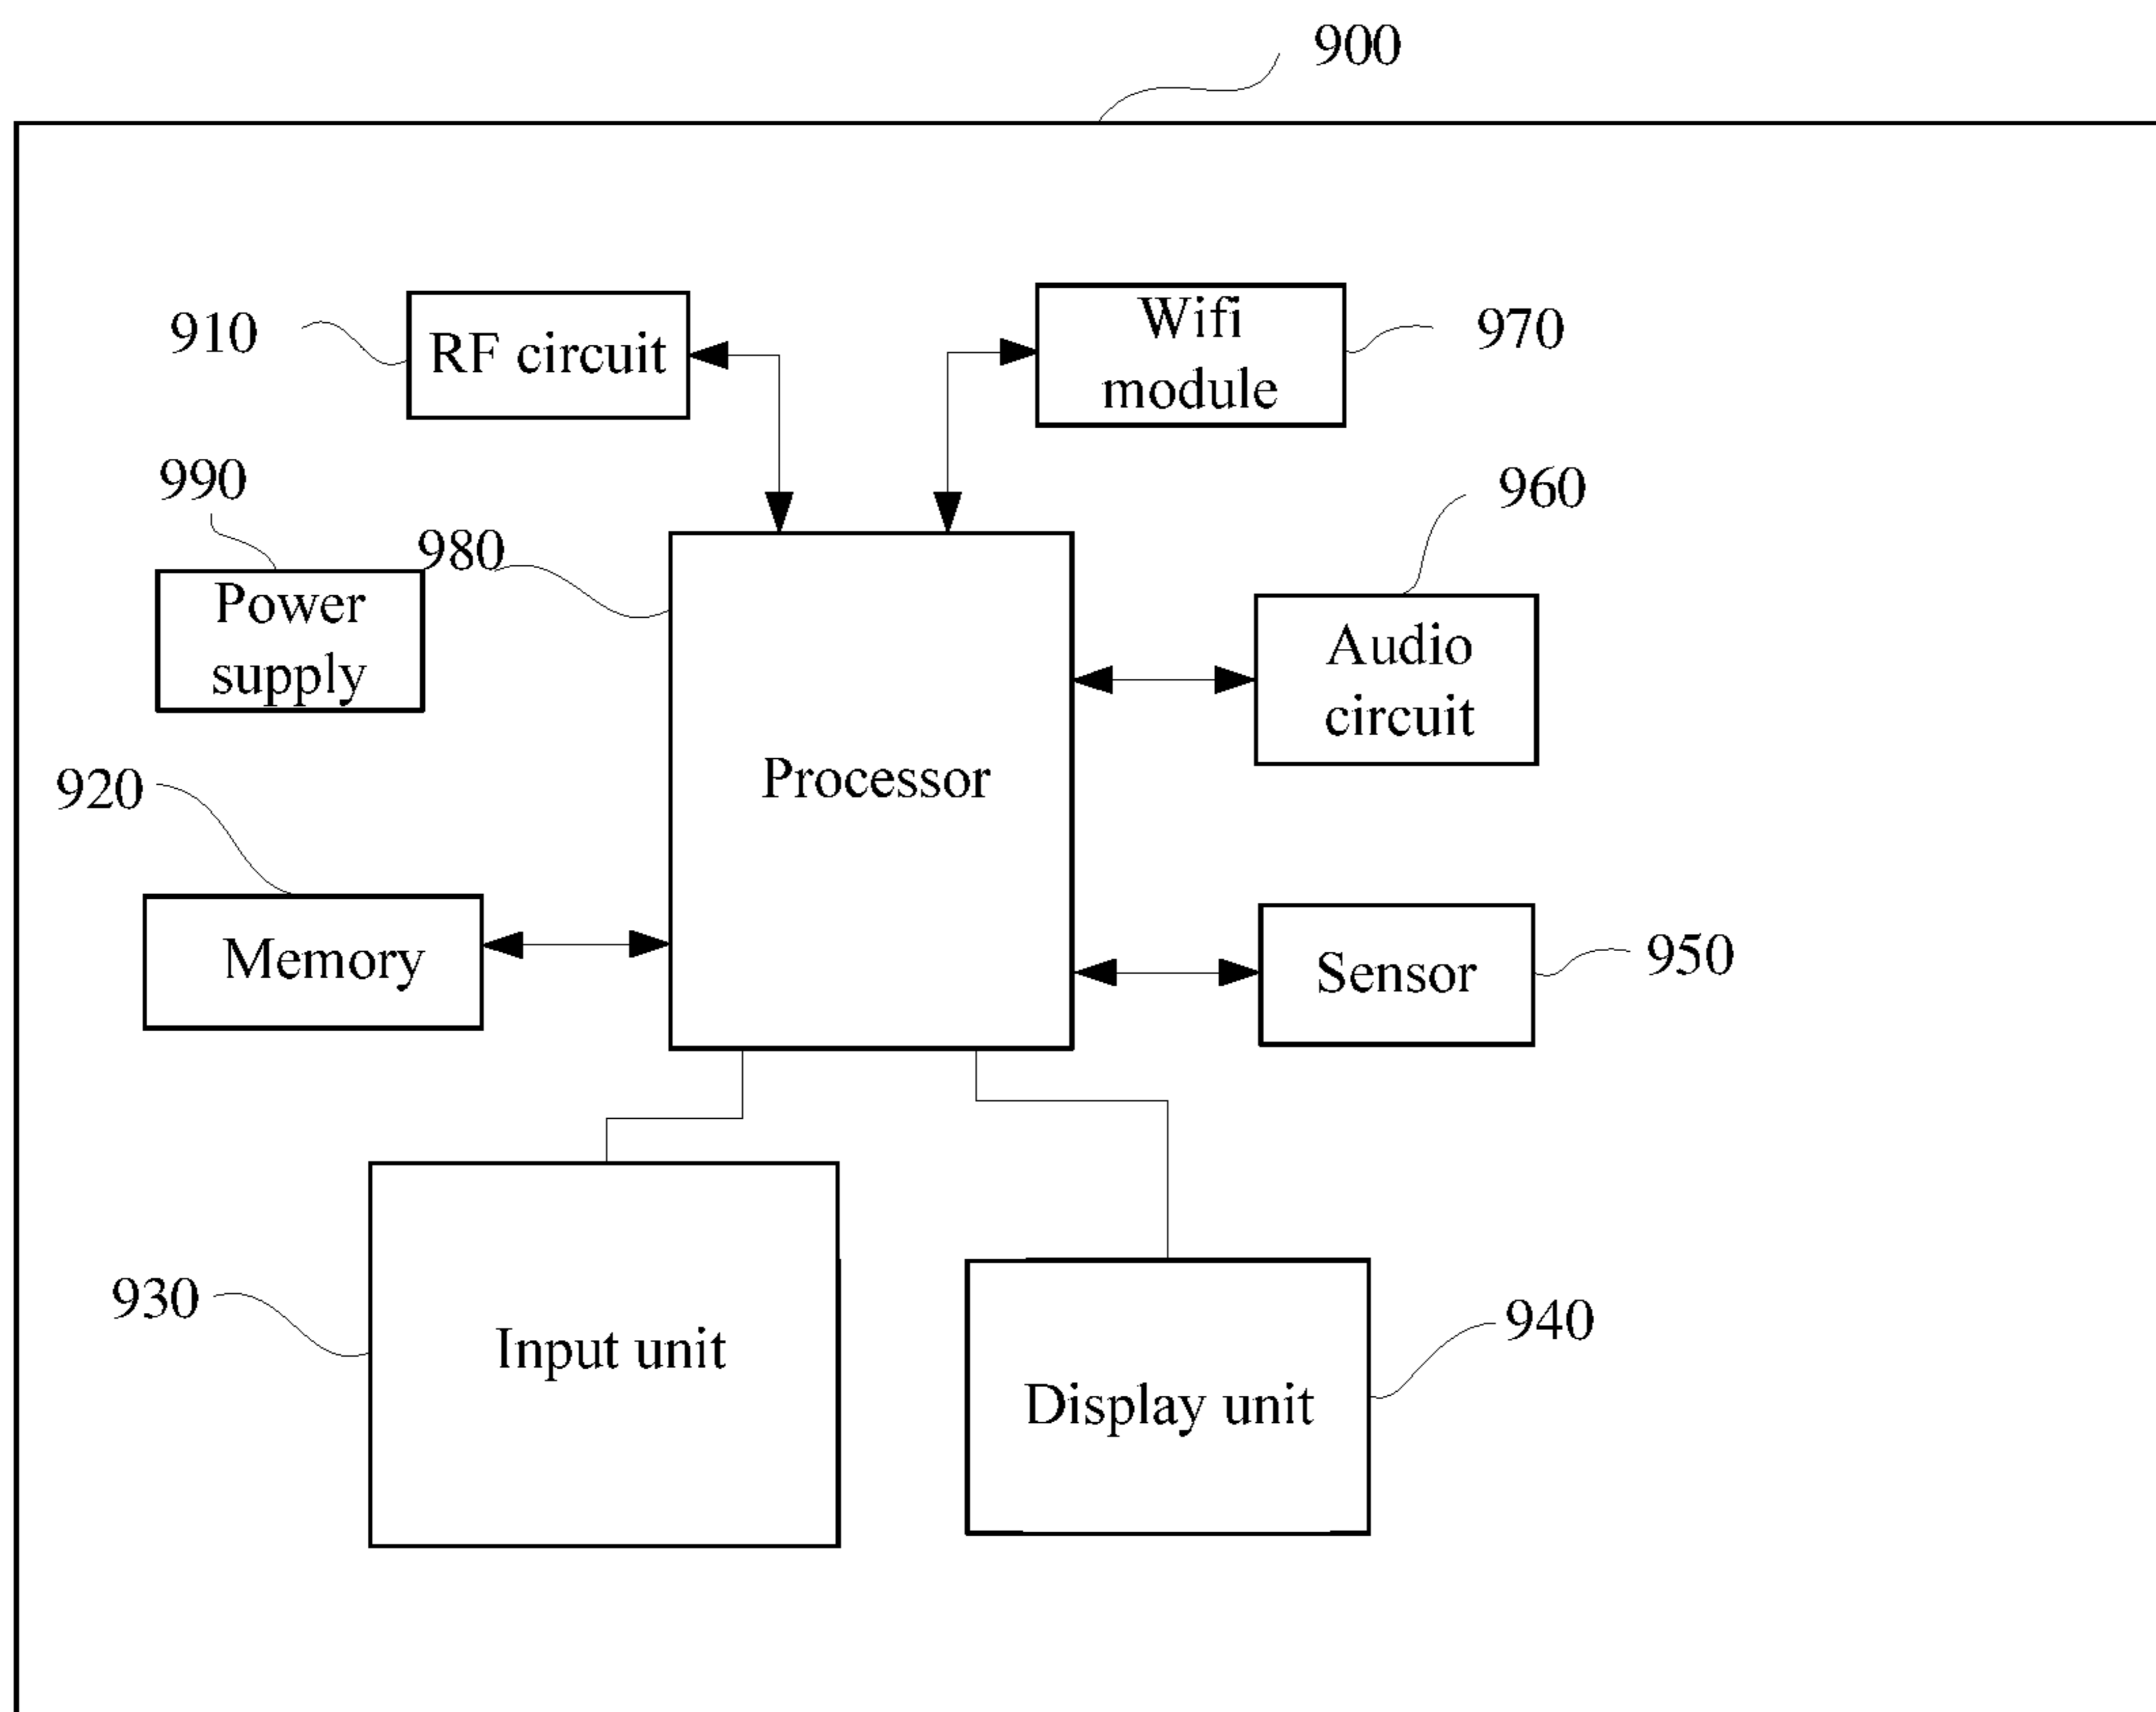 900
910
RF circuit
Wifi
module
970
990
980
960
Power
supply
Audio
circuit
Processor
920
Memory
Sensor
950
930
Input unit
940
Display unit